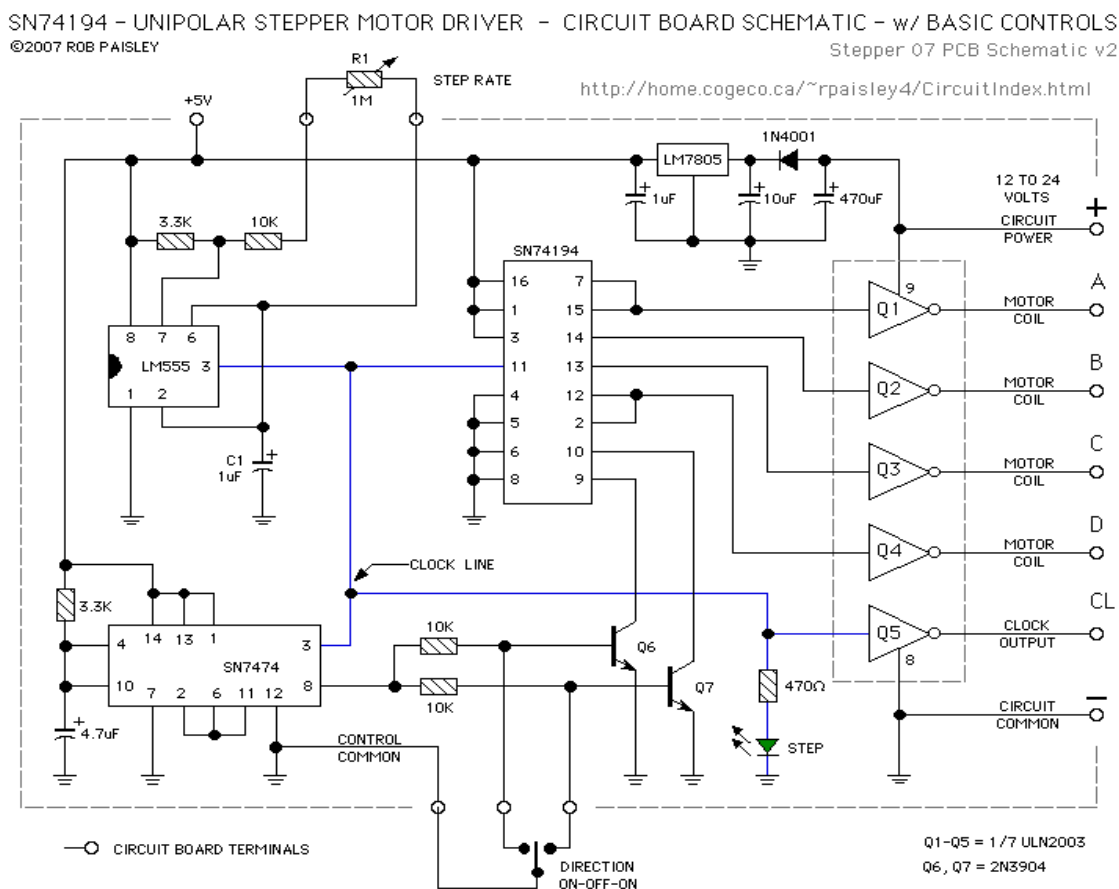 SN74194 - UNIPOLAR STEPPER MOTOR DRIVER - CIRCUIT BOARD SCHEMATIC - w/ BASIC CONTROLS
©2007 ROB PAISLEY
Stepper 07 PCB Schematic v2
http://home.cogeco.ca/~rpaisley4/CircuitIndex.html
R1
1M
STEP RATE
+5V
1N4001
LM7805
+
1uF
+
10uF
+
470uF
12 TO 24
VOLTS
+
CIRCUIT
POWER
3.3K
10K
SN74194
16
1
3
11
4
5
6
8
7
15
14
13
12
2
10
9
8
7
6
LM555
3
1
2
C1
1uF
+
Q1
9
MOTOR
COIL
A
Q2
MOTOR
COIL
B
Q3
MOTOR
COIL
C
Q4
MOTOR
COIL
D
Q5
8
CLOCK
OUTPUT
CL
CIRCUIT
COMMON
–
CLOCK LINE
3.3K
4
10
14
13
1
3
SN7474
8
7
2
6
11
12
+
4.7uF
10K
10K
Q6
Q7
470Ω
STEP
CONTROL
COMMON
CIRCUIT BOARD TERMINALS
DIRECTION
ON-OFF-ON
Q1-Q5 = 1/7 ULN2003
Q6, Q7 = 2N3904